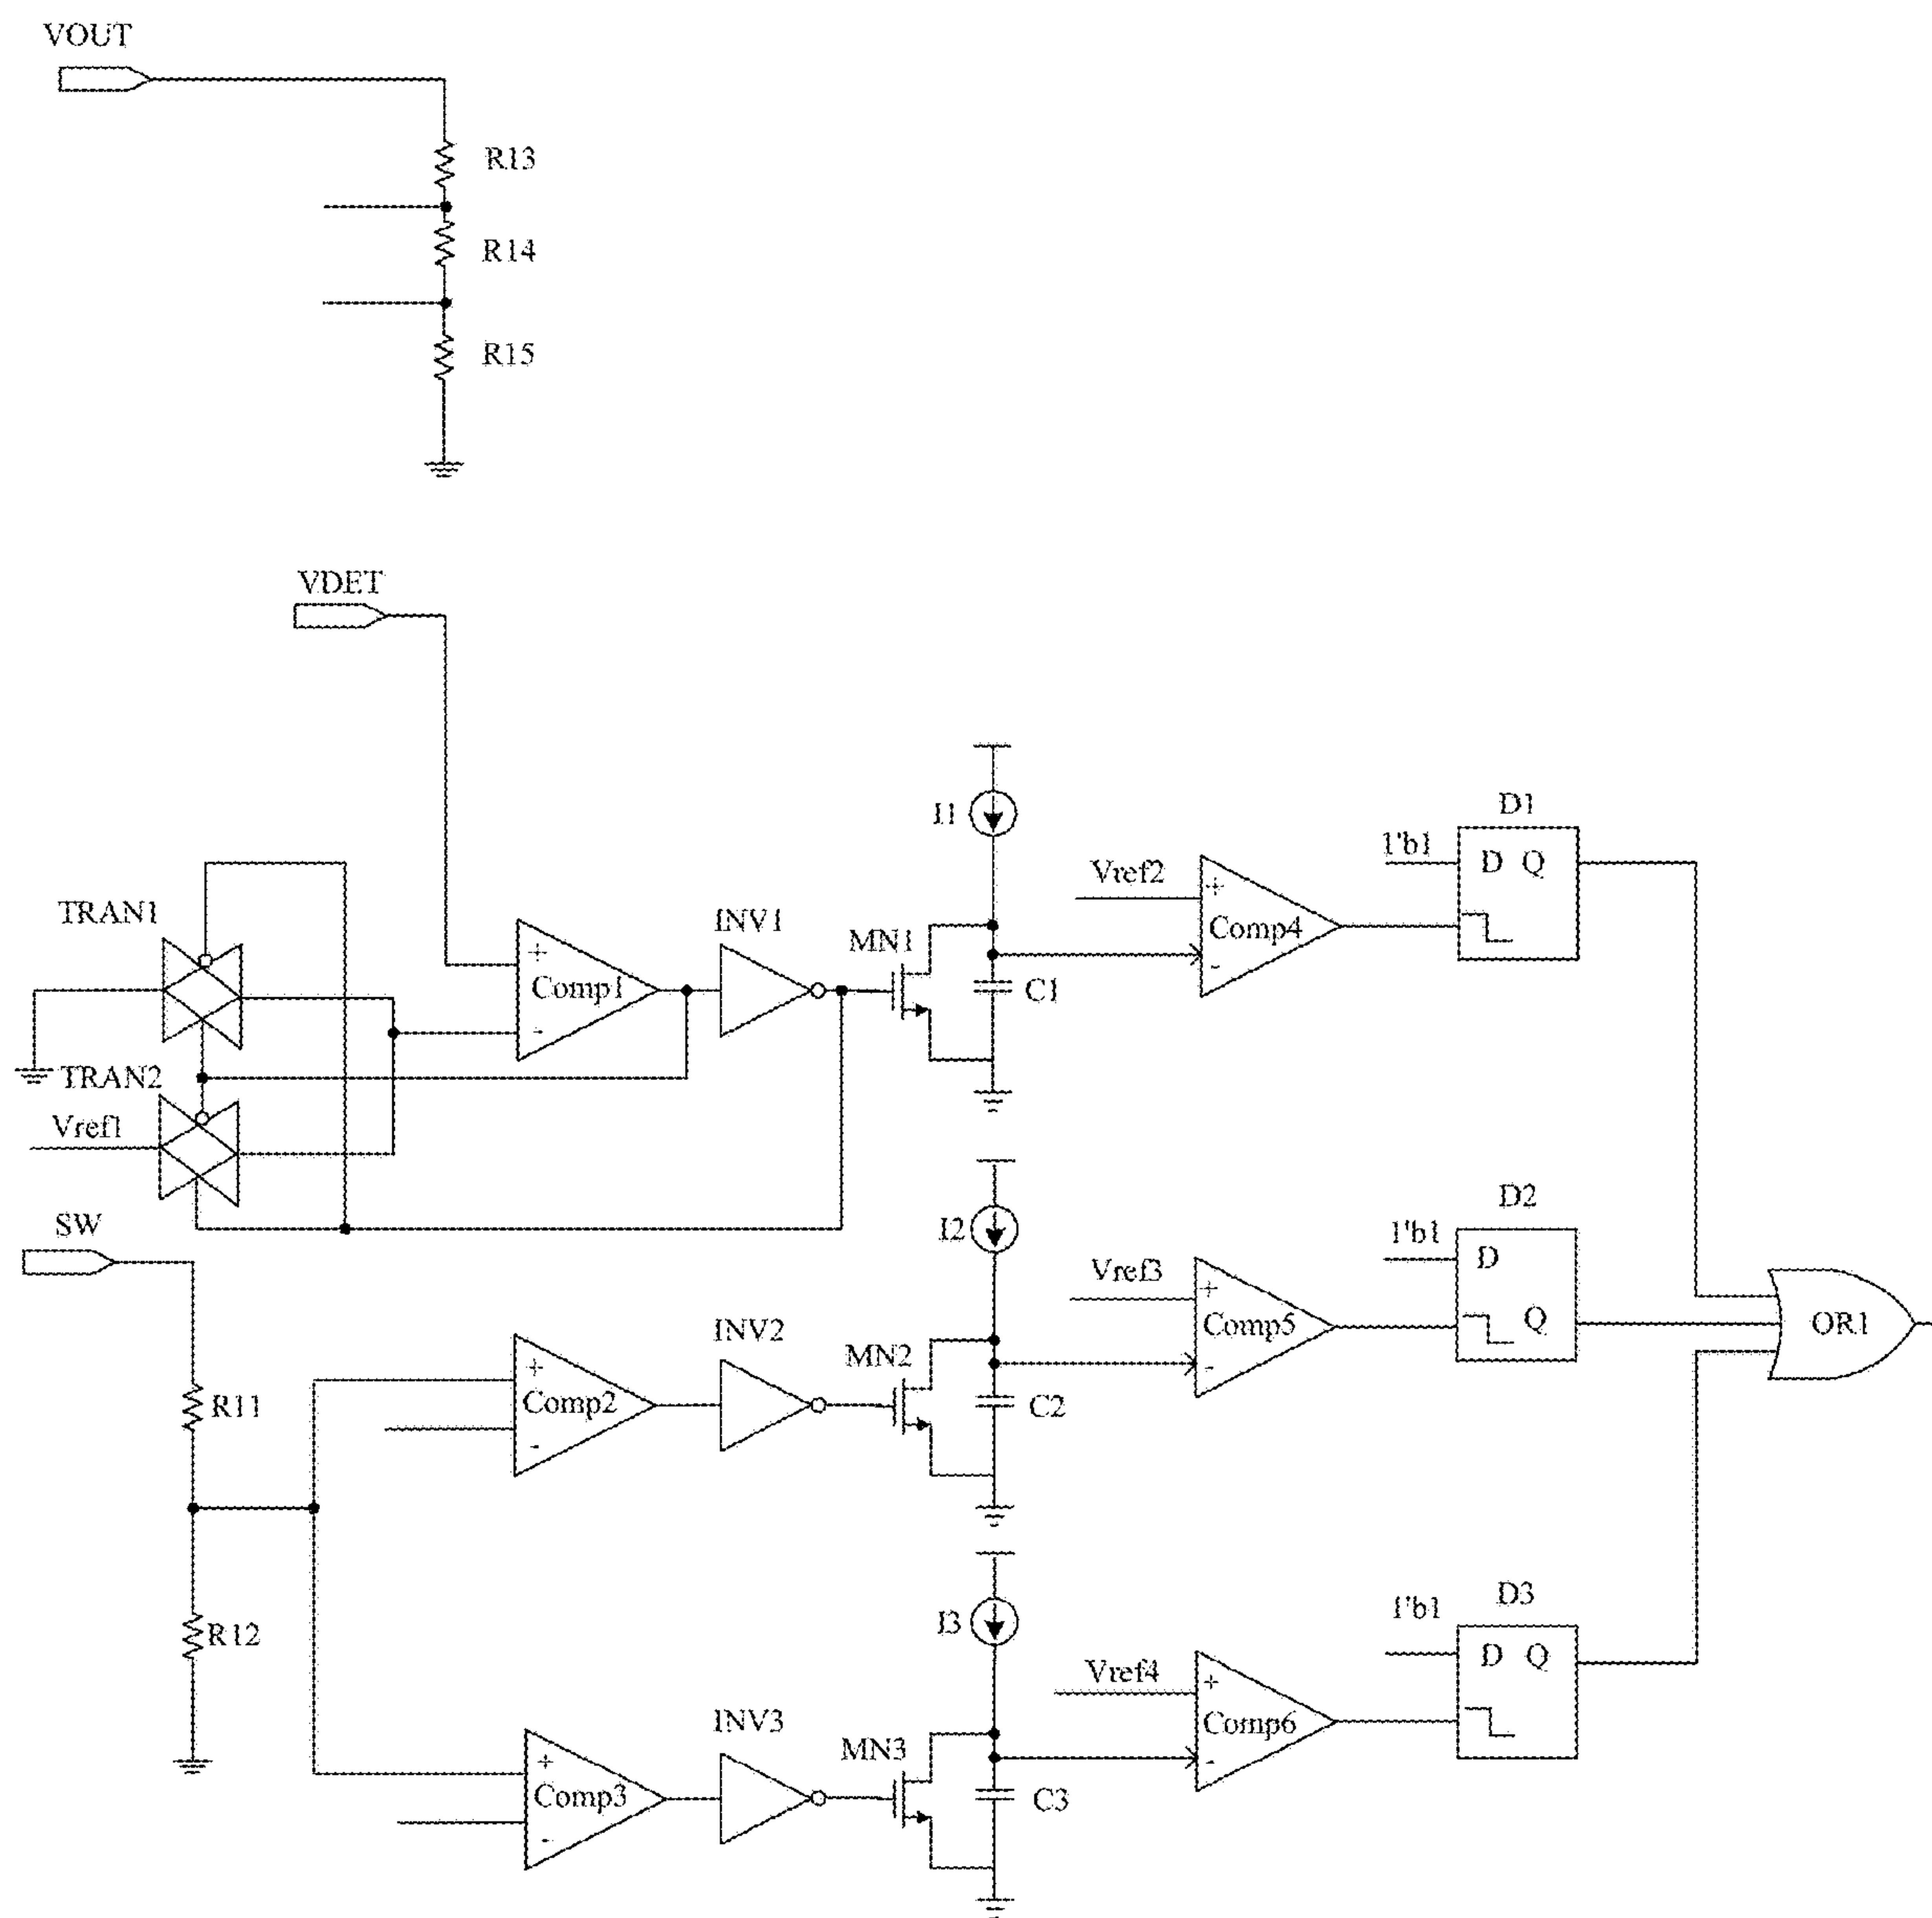 VOUT
R13
R14
R15
VDET
I1
D1
1'b1
Vref2
D Q
+
Comp4
-
TRAN1
INV1
MN1
+
Comp1
-
C1
TRAN2
Vref1
SW
I2
D2
1'b1
Vref3
D
+
Comp5
-
Q
OR1
INV2
MN2
+
Comp2
-
R11
C2
I3
D3
1'b1
R12
Vref4
D Q
+
Comp6
-
INV3
MN3
+
Comp3
-
C3